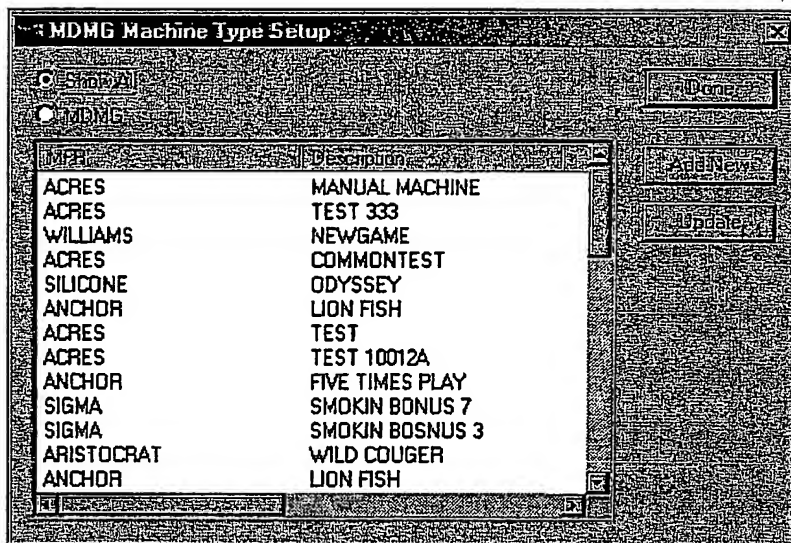 MDMG Machine Type Setup
Show All
Done
MDMG
MFR Description
Add New
ACRES MANUAL MACHINE
ACRES TEST 333
Update
WILLIAMS NEWGAME
ACRES COMMONTEST
SILICONE ODYSSEY
ANCHOR LION FISH
ACRES TEST
ACRES TEST 10012A
ANCHOR FIVE TIMES PLAY
SIGMA SMOKIN BONUS 7
SIGMA SMOKIN BOSNUS 3
ARISTOCRAT WILD COUGER
ANCHOR LION FISH